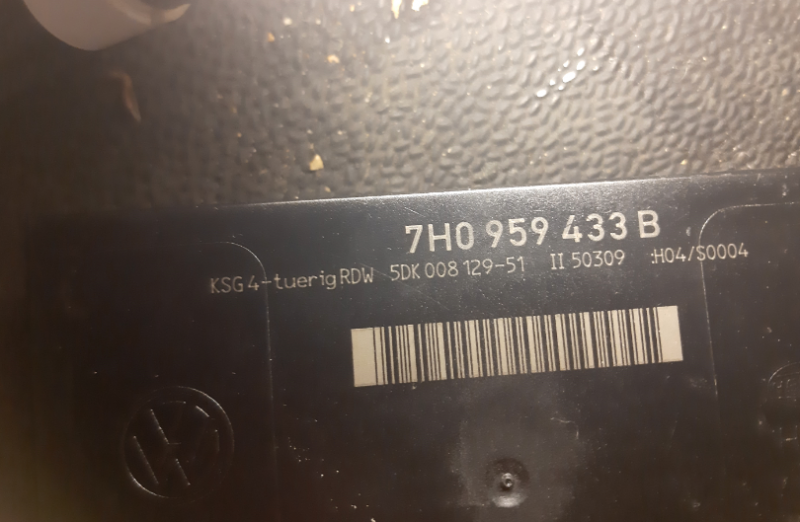 7H0 959 433 B
KSG 4-tuerig RDW 5DK 008 129-51 II 50309 :H04/S0004